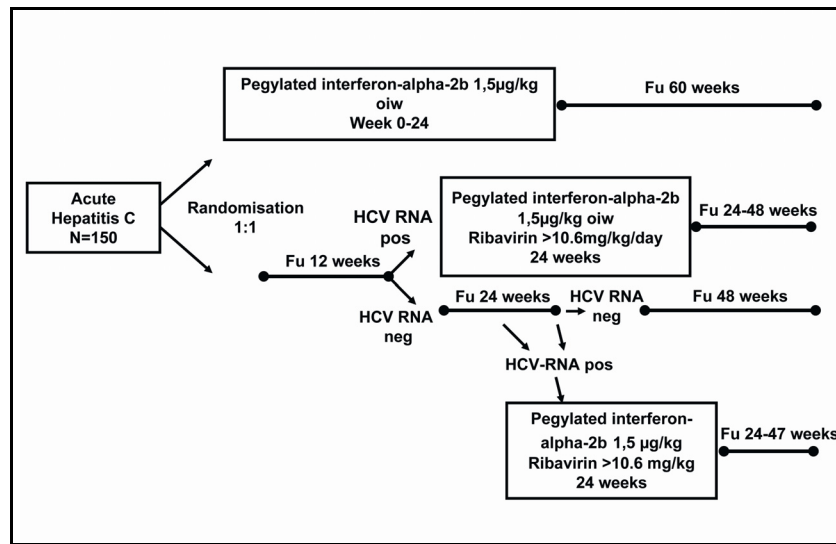 Pegylated interferon-alpha-2b 1,5µg/kg
oiw
Week 0-24
Fu 60 weeks
Acute
Hepatitis C
N=150
Randomisation
1:1
Fu 12 weeks
HCV RNA
pos
Pegylated interferon-alpha-2b
1,5µg/kg oiw
Ribavirin >10.6mg/kg/day
24 weeks
Fu 24-48 weeks
HCV RNA
neg
Fu 24 weeks
HCV RNA
neg
Fu 48 weeks
HCV-RNA pos
Pegylated interferon-
alpha-2b 1,5 µg/kg
Ribavirin >10.6 mg/kg
24 weeks
Fu 24-47 weeks